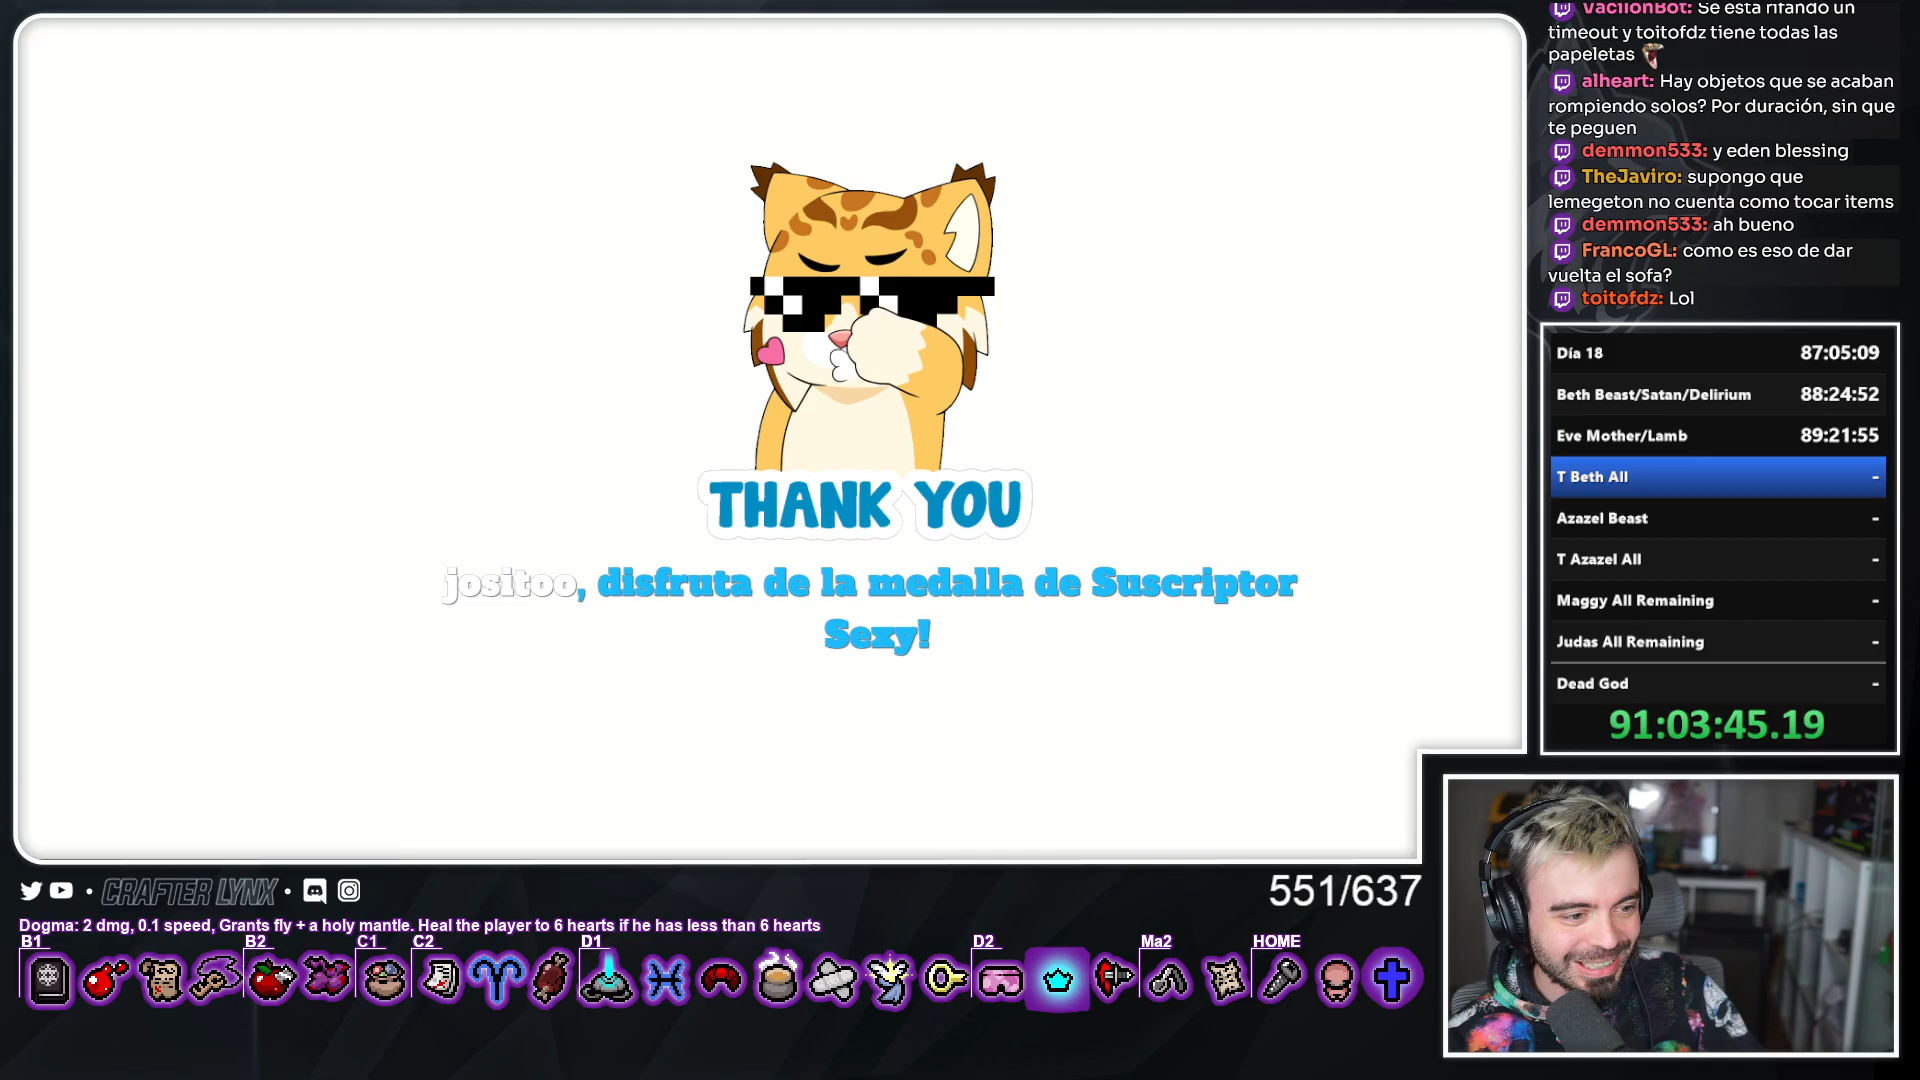 VacilonBot: Se está rifando un
timeout y toitofdz tiene todas las
papeletas
alheart: Hay objetos que se acaban
rompiendo solos? Por duración, sin que
te peguen
demmon533: y eden blessing
TheJaviro: supongo que
lemegeton no cuenta como tocar items
demmon533: ah bueno
FrancoGL: como es eso de dar
vuelta el sofa?
toitofdz: Lol
Día 18 87:05:09
Beth Beast/Satan/Delirium 88:24:52
Eve Mother/Lamb 89:21:55
T Beth All -
Azazel Beast -
T Azazel All -
Maggy All Remaining -
Judas All Remaining -
Dead God -
91:03:45.19
THANK YOU
jositoo, disfruta de la medalla de Suscriptor
Sexy!
CRAFTER LYNX
551/637
Dogma: 2 dmg, 0.1 speed, Grants fly + a holy mantle. Heal the player to 6 hearts if he has less than 6 hearts
B1 B2 C1 C2 D1 D2 Ma2 HOME